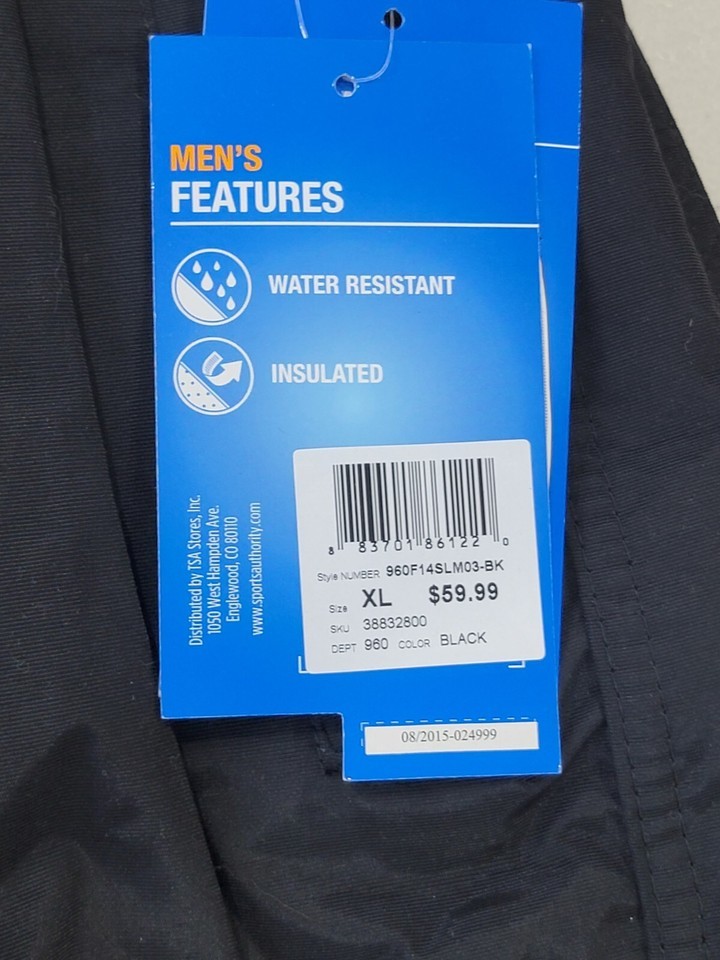 MEN'S
FEATURES
WATER RESISTANT
INSULATED
Distributed by TSA Stores, Inc.
1050 West Hampden Ave.
Englewood, CO 80110
www.sportsauthority.com
8 83701 86122 0
Style NUMBER 960F14SLM03-BK
Size XL $59.99
SKU 38832800
DEPT 960 COLOR BLACK
08/2015-024999